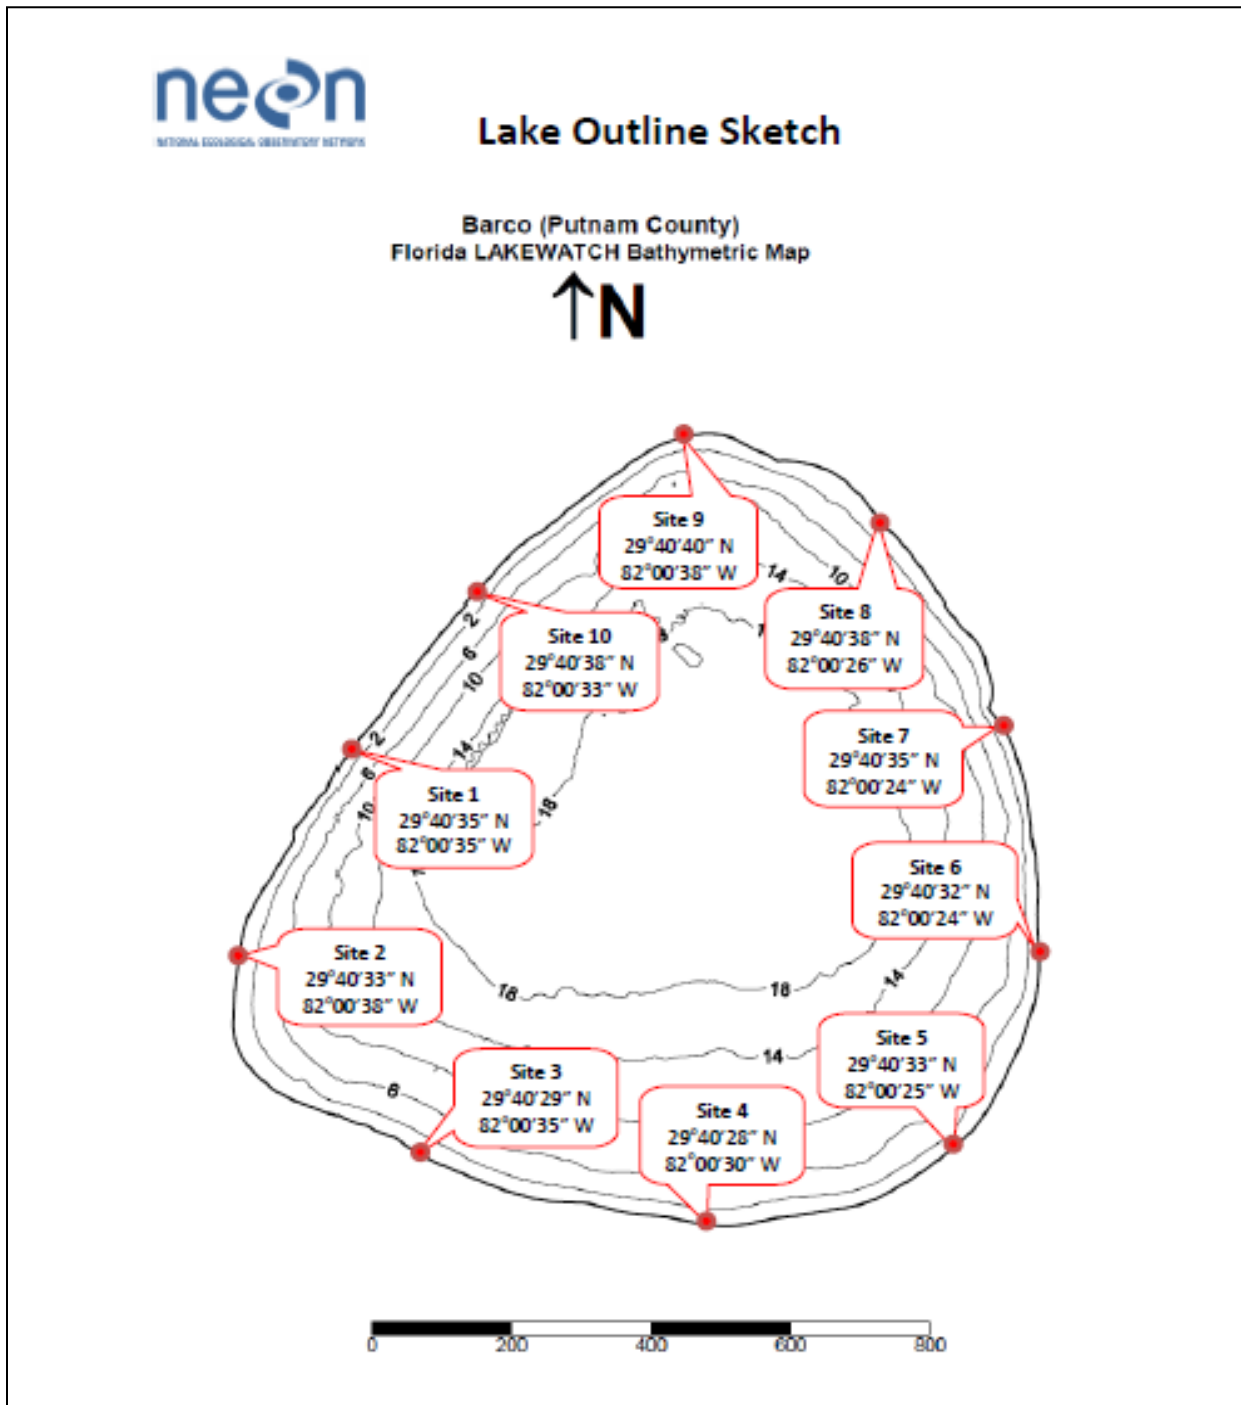 neon
NATIONAL ECOLOGICAL OBSERVATORY NETWORK
Lake Outline Sketch
Barco (Putnam County)
Florida LAKEWATCH Bathymetric Map
↑N
Site 9
29°40'40" N
82°00'38" W
14
10
Site 8
29°40'38" N
82°00'26" W
2
6
10
14
Site 10
29°40'38" N
82°00'33" W
18
Site 7
29°40'35" N
82°00'24" W
2
6
10
Site 1
29°40'35" N
82°00'35" W
Site 6
29°40'32" N
82°00'24" W
Site 2
29°40'33" N
82°00'38" W
18
18
14
Site 5
29°40'33" N
82°00'25" W
14
6
Site 3
29°40'29" N
82°00'35" W
Site 4
29°40'28" N
82°00'30" W
0 200 400 600 800